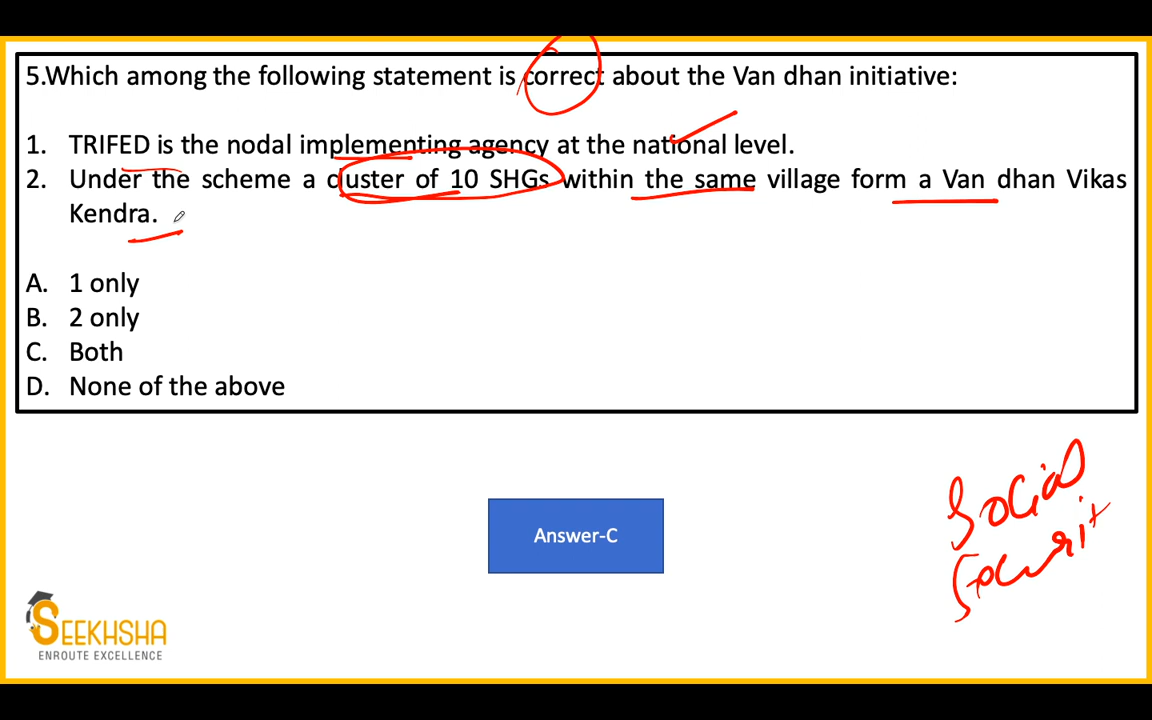 5.Which among the following statement is correct about the Van dhan initiative:
1. TRIFED is the nodal implementing agency at the national level.
2. Under the scheme a cluster of 10 SHGs within the same village form a Van dhan Vikas
Kendra.
A. 1 only
B. 2 only
C. Both
D. None of the above
Social
Answer-C
SEEKHSHA
ENROUTE EXCELLENCE